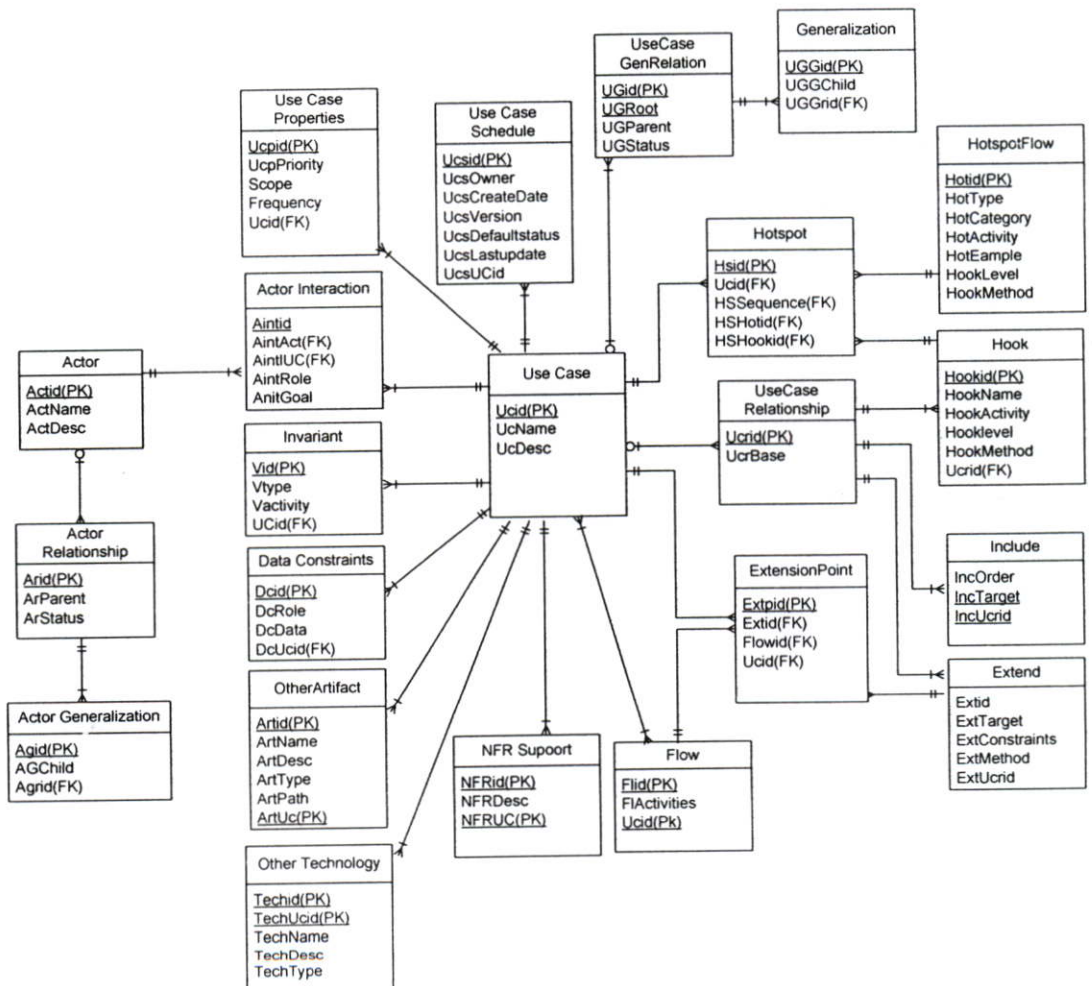 Generalization
UGGid(PK)
UGGChild
UGGrid(FK)
UseCase
GenRelation
UGid(PK)
UGRoot
UGParent
UGStatus
Use Case
Properties
Ucpid(PK)
UcpPriority
Scope
Frequency
Ucid(FK)
Use Case
Schedule
Ucsid(PK)
UcsOwner
UcsCreateDate
UcsVersion
UcsDefaultstatus
UcsLastupdate
UcsUCid
HotspotFlow
Hotid(PK)
HotType
HotCategory
HotActivity
HotEample
HookLevel
HookMethod
Hotspot
Hsid(PK)
Ucid(FK)
HSSequence(FK)
HSHotid(FK)
HSHookid(FK)
Actor Interaction
Aintid
AintAct(FK)
AintIUC(FK)
AintRole
AnitGoal
Actor
Actid(PK)
ActName
ActDesc
Use Case
Ucid(PK)
UcName
UcDesc
Hook
Hookid(PK)
HookName
HookActivity
Hooklevel
HookMethod
Ucrid(FK)
UseCase
Relationship
Ucrid(PK)
UcrBase
Invariant
Vid(PK)
Vtype
Vactivity
UCid(FK)
Actor
Relationship
Arid(PK)
ArParent
ArStatus
Data Constraints
Dcid(PK)
DcRole
DcData
DcUcid(FK)
ExtensionPoint
Extpid(PK)
Extid(FK)
Flowid(FK)
Ucid(FK)
Include
IncOrder
IncTarget
IncUcrid
Extend
Extid
ExtTarget
ExtConstraints
ExtMethod
ExtUcrid
OtherArtifact
Artid(PK)
ArtName
ArtDesc
ArtType
ArtPath
ArtUc(PK)
Actor Generalization
Agid(PK)
AGChild
Agrid(FK)
NFR Supoort
NFRid(PK)
NFRDesc
NFRUC(PK)
Flow
Flid(PK)
FlActivities
Ucid(Pk)
Other Technology
Techid(PK)
TechUcid(PK)
TechName
TechDesc
TechType